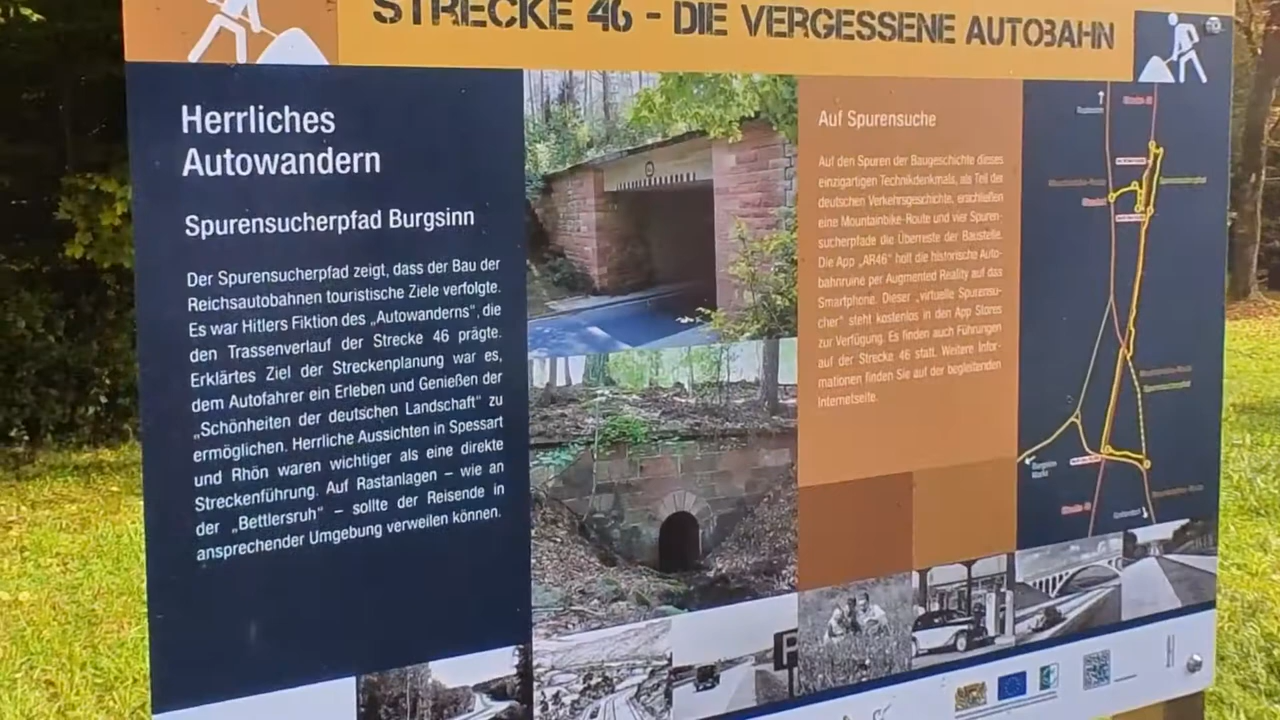 STRECKE 46 - DIE VERGESSENE AUTOBAHN
Herrliches
Autowandern
Spurensucherpfad Burgsinn
Der Spurensucherpfad zeigt, dass der Bau der
Reichsautobahnen touristische Ziele verfolgte.
Es war Hitlers Fiktion des „Autowanderns“, die
den Trassenverlauf der Strecke 46 prägte.
Erklärtes Ziel der Streckenplanung war es,
dem Autofahrer ein Erleben und Genießen der
„Schönheiten der deutschen Landschaft“ zu
ermöglichen. Herrliche Aussichten in Spessart
und Rhön waren wichtiger als eine direkte
Streckenführung. Auf Rastanlagen – wie an
der „Bettlersruh“ – sollte der Reisende in
ansprechender Umgebung verweilen können.
Auf Spurensuche
Auf den Spuren der Baugeschichte dieses
einzigartigen Technikdenkmals, als Teil der
deutschen Verkehrsgeschichte, erschließen
eine Mountainbike-Route und vier Spuren-
sucherpfade die Überreste der Baustelle.
Die App „AR46“ holt die historische Auto-
bahnruine per Augmented Reality auf das
Smartphone. Dieser „virtuelle Spurensu-
cher“ steht kostenlos in den App Stores
zur Verfügung. Es finden auch Führungen
auf der Strecke 46 statt. Weitere Infor-
mationen finden Sie auf der begleitenden
Internetseite.
P